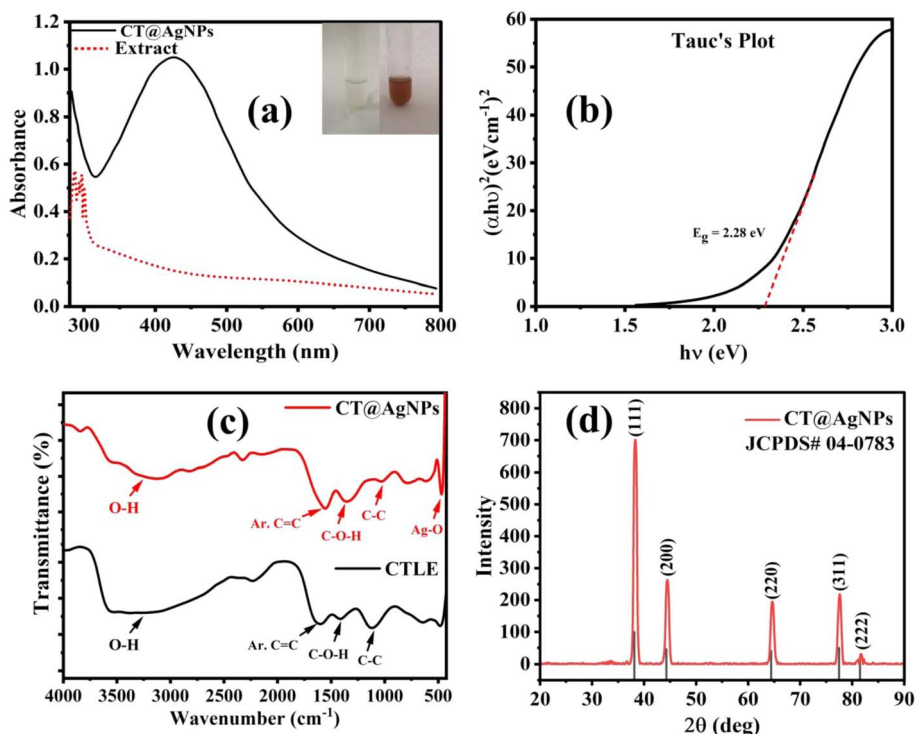 (a)
CT@AgNPs
Extract
Absorbance
1.2
1.0
0.8
0.6
0.4
0.2
0.0
300 400 500 600 700 800
Wavelength (nm)
(b)
Tauc's Plot
(αhυ)²(eVcm⁻¹)²
60
50
40
30
20
10
0
E_g = 2.28 eV
1.0 1.5 2.0 2.5 3.0
hν (eV)
(c)
CT@AgNPs
Transmittance (%)
O-H
Ar. C=C
C-O-H
C-C
Ag-O
CTLE
O-H
Ar. C=C
C-O-H
C-C
4000 3500 3000 2500 2000 1500 1000 500
Wavenumber (cm⁻¹)
(d)
CT@AgNPs
JCPDS# 04-0783
Intensity
800
700
600
500
400
300
200
100
0
(111)
(200)
(220)
(311)
(222)
20 30 40 50 60 70 80 90
2θ (deg)